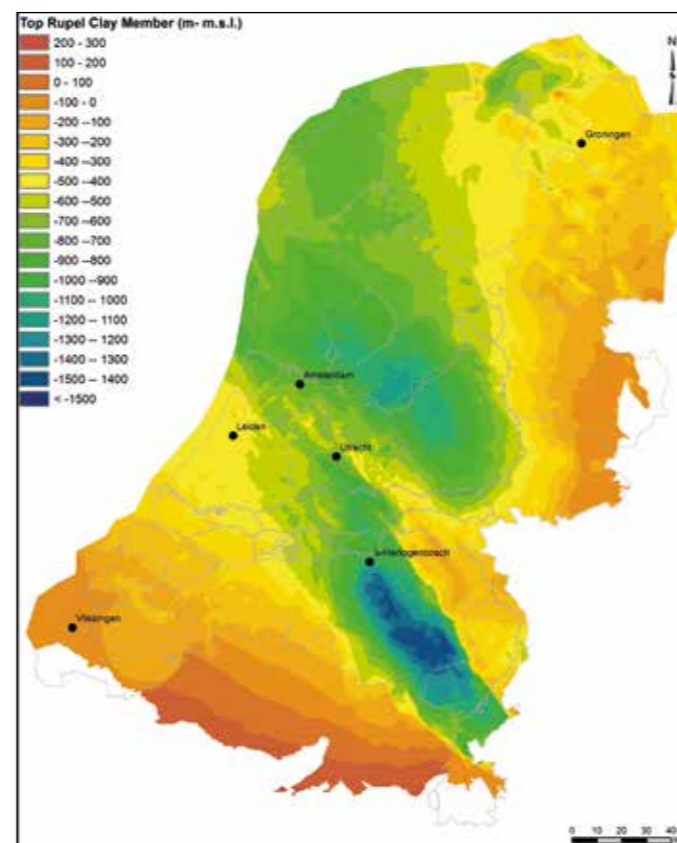 Top Rupel Clay Member (m- m.s.l.)
200 - 300
100 - 200
0 - 100
-100 - 0
-200 --100
-300 --200
-400 --300
-500 --400
-600 --500
-700 --600
-800 --700
-900 --800
-1000 --900
-1100 -- 1000
-1200 -- 1100
-1300 -- 1200
-1400 -- 1300
-1500 -- 1400
< -1500
N
Groningen
Amsterdam
Leiden
Utrecht
s-Hertogenbosch
Vlissingen
0 10 20 30 40